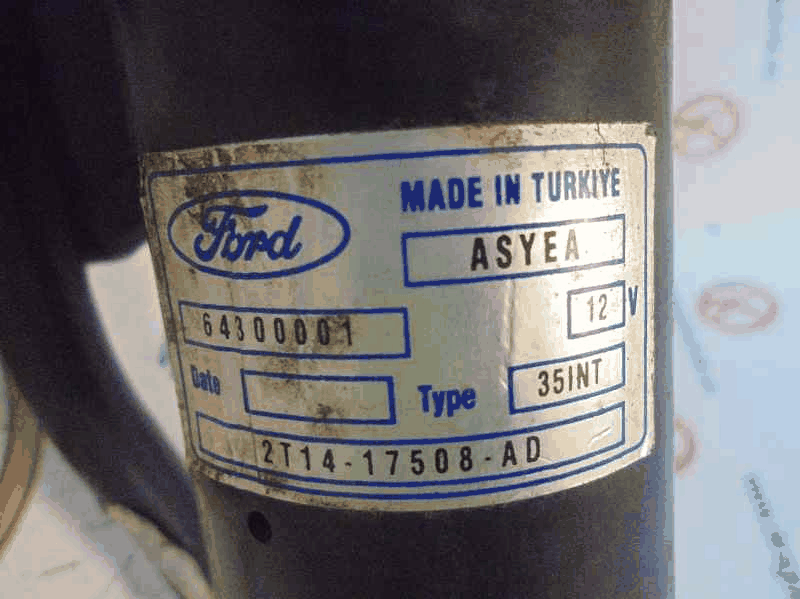 Ford
MADE IN TURKIYE
ASYEA
64300001
12 V
Date
Type 35INT
2T14-17508-AD